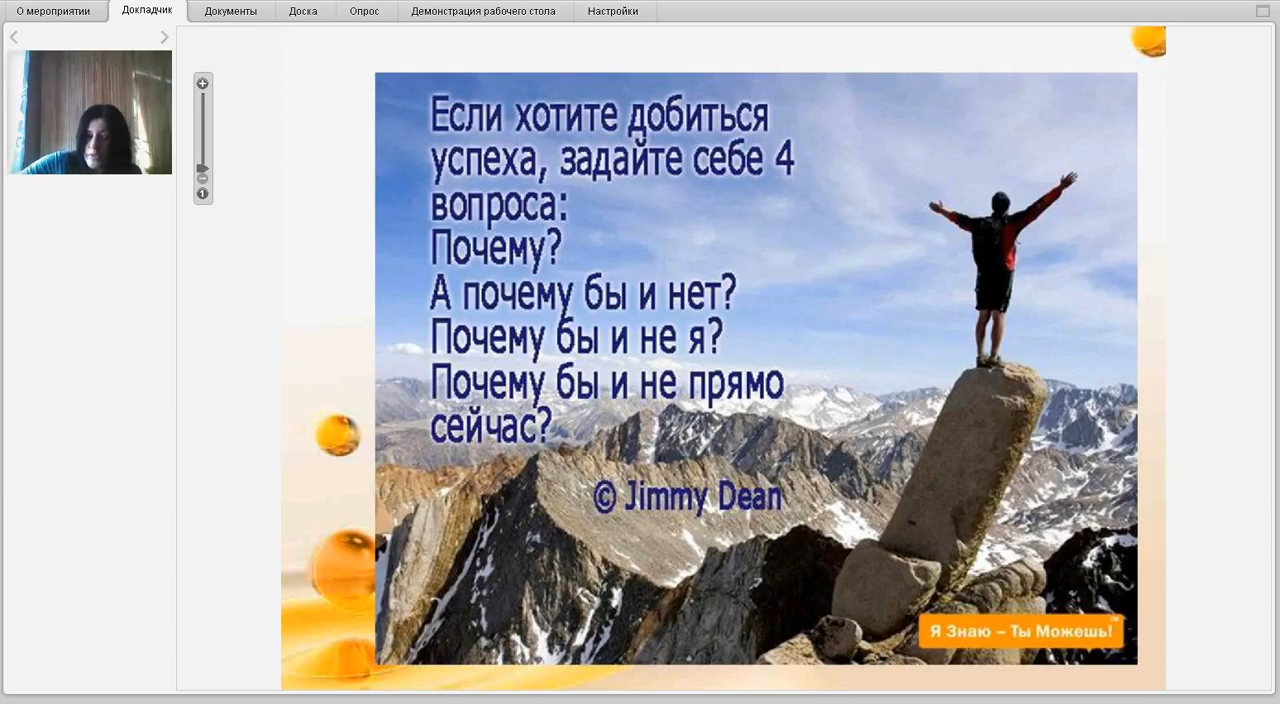 О мероприятии
Докладчик
Документы
Доска
Опрос
Демонстрация рабочего стола
Настройки
Если хотите добиться
успеха, задайте себе 4
вопроса:
Почему?
А почему бы и нет?
Почему бы и не я?
Почему бы и не прямо
сейчас?
© Jimmy Dean
Я Знаю – Ты Можешь!
1